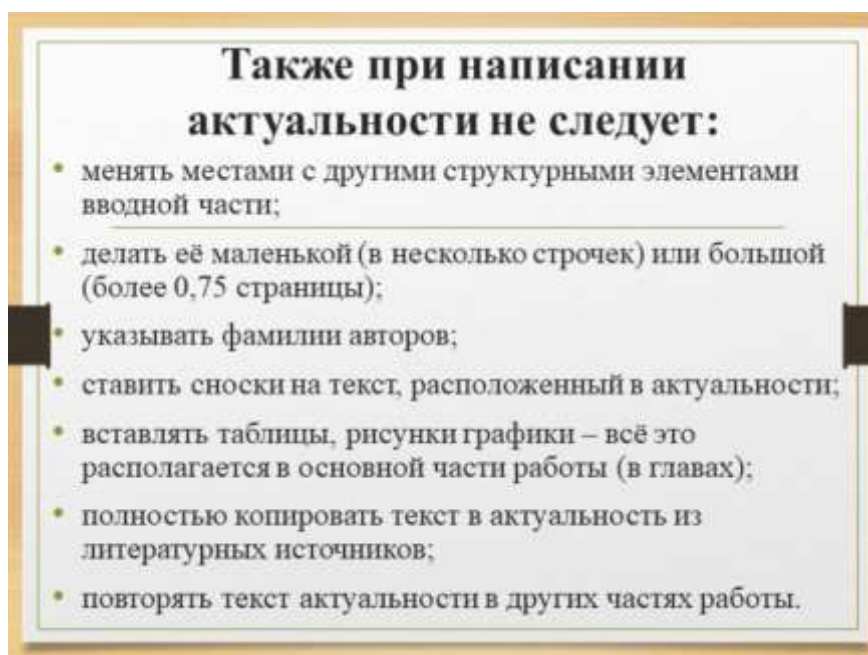 Также при написании
актуальности не следует:
• менять местами с другими структурными элементами
вводной части;
• делать её маленькой (в несколько строчек) или большой
(более 0,75 страницы);
• указывать фамилии авторов;
• ставить сноски на текст, расположенный в актуальности;
• вставлять таблицы, рисунки графики – всё это
располагается в основной части работы (в главах);
• полностью копировать текст в актуальность из
литературных источников;
• повторять текст актуальности в других частях работы.